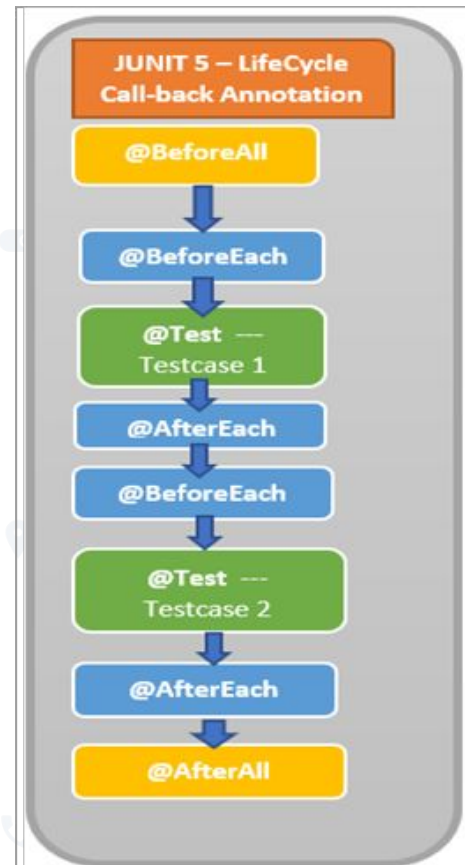 JUNIT 5 – LifeCycle
Call-back Annotation
@BeforeAll
@BeforeEach
@Test ---
Testcase 1
@AfterEach
@BeforeEach
@Test ---
Testcase 2
@AfterEach
@AfterAll